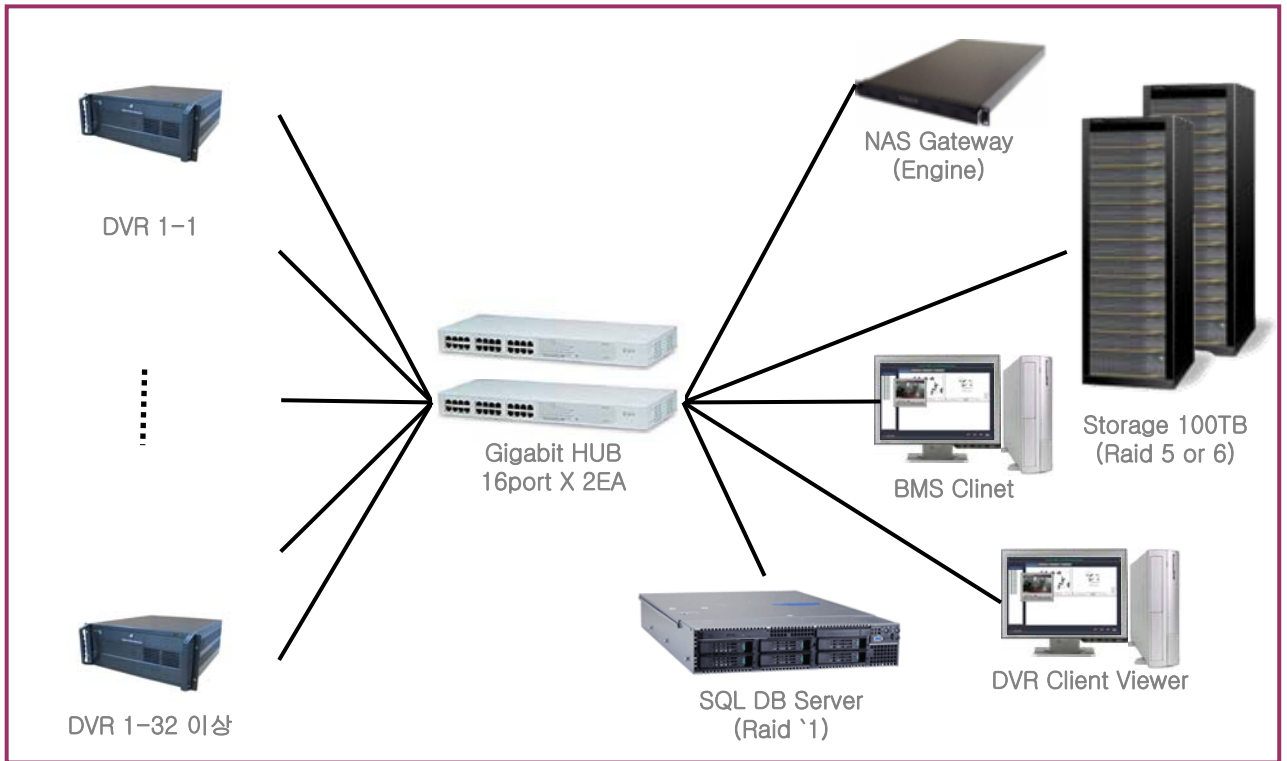 DVR 1-1
DVR 1-32 이상
Gigabit HUB
16port X 2EA
NAS Gateway
(Engine)
Storage 100TB
(Raid 5 or 6)
BMS Clinet
DVR Client Viewer
SQL DB Server
(Raid `1)